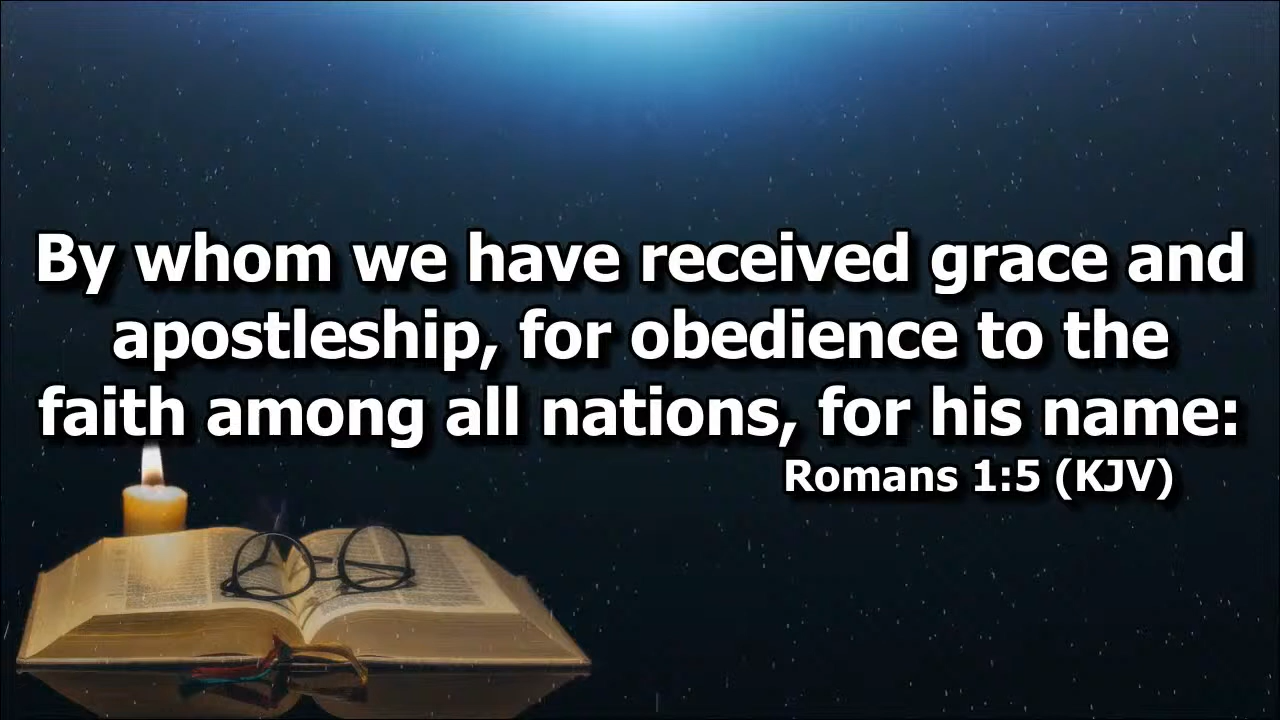 By whom we have received grace and
apostleship, for obedience to the
faith among all nations, for his name:
Romans 1:5 (KJV)